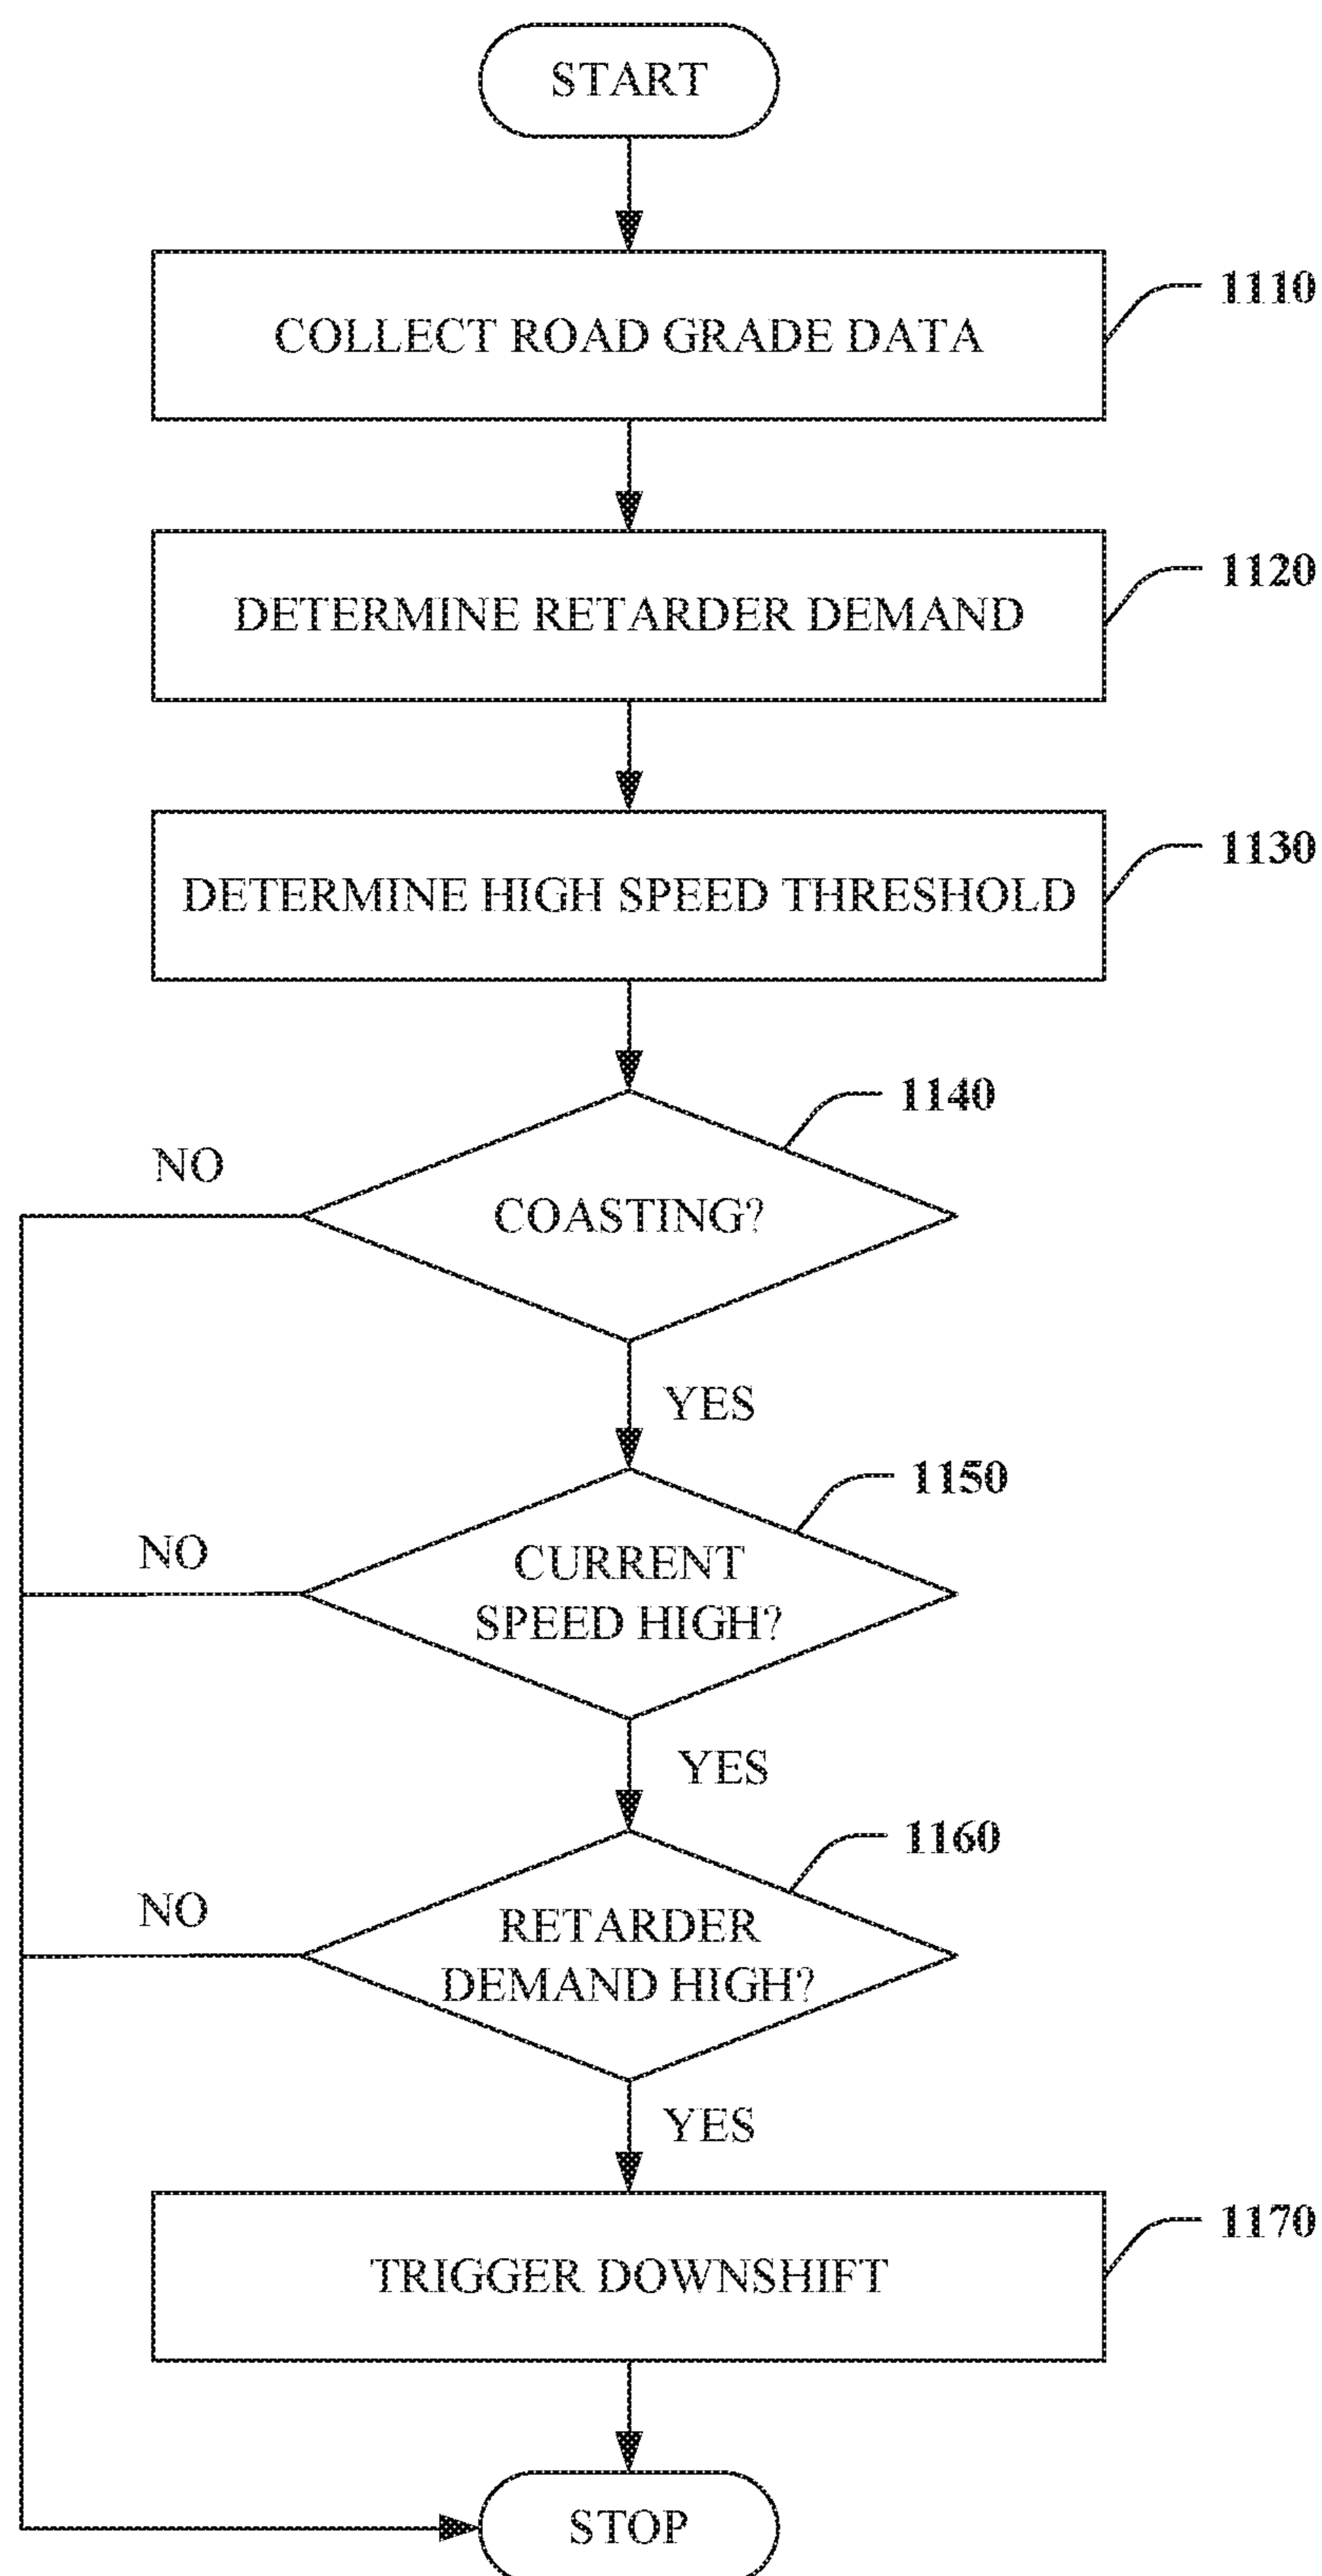 START
COLLECT ROAD GRADE DATA
1110
DETERMINE RETARDER DEMAND
1120
DETERMINE HIGH SPEED THRESHOLD
1130
1140
NO
COASTING?
YES
1150
NO
CURRENT
SPEED HIGH?
YES
1160
NO
RETARDER
DEMAND HIGH?
YES
TRIGGER DOWNSHIFT
1170
STOP